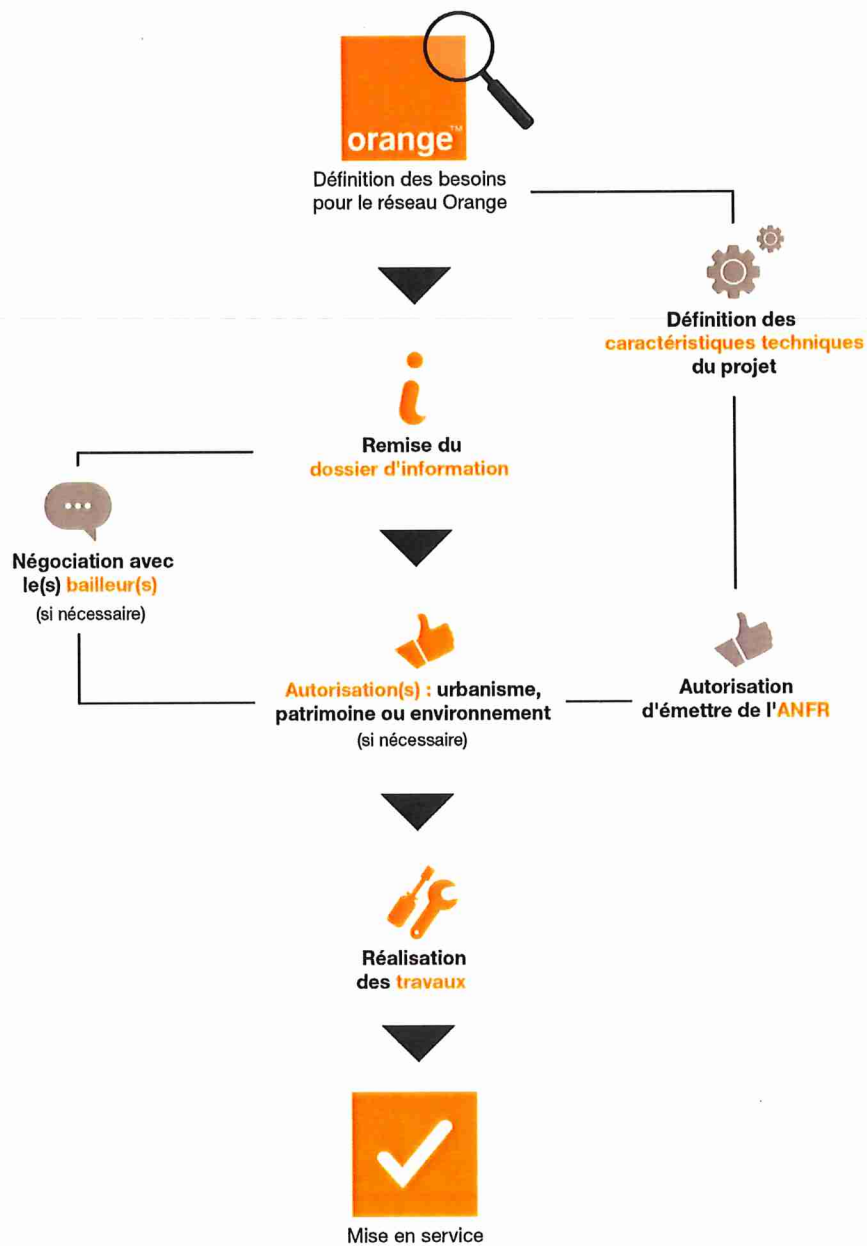 orange™
Définition des besoins
pour le réseau Orange
Définition des
caractéristiques techniques
du projet
Remise du
dossier d'information
Négociation avec
le(s) bailleur(s)
(si nécessaire)
Autorisation(s) : urbanisme,
patrimoine ou environnement
(si nécessaire)
Autorisation
d'émettre de l'ANFR
Réalisation
des travaux
Mise en service